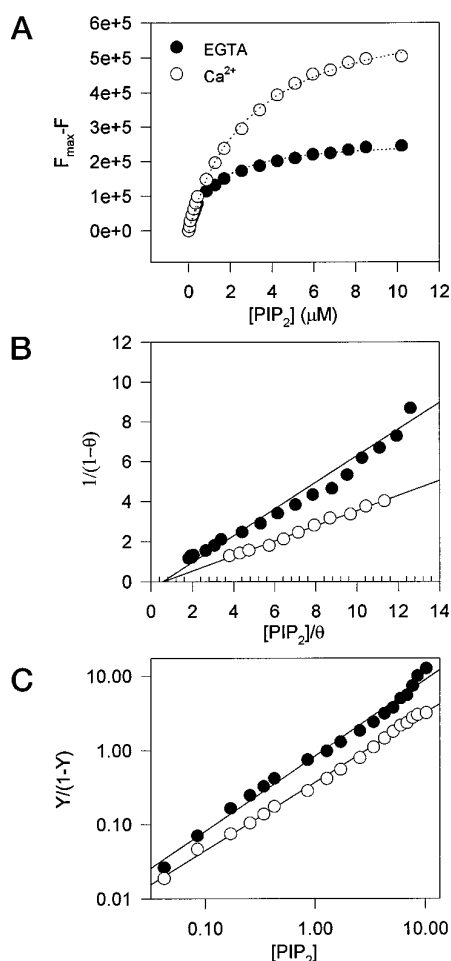 A
6e+5
5e+5
4e+5
3e+5
2e+5
1e+5
0e+0
Fmax-F
EGTA
Ca2+
0 2 4 6 8 10 12
[PIP2] (μM)
B
12
10
8
6
4
2
0
1/(1-θ)
0 2 4 6 8 10 12 14
[PIP2]/θ
C
10.00
1.00
0.10
0.01
Y/(1-Y)
0.10 1.00 10.00
[PIP2]